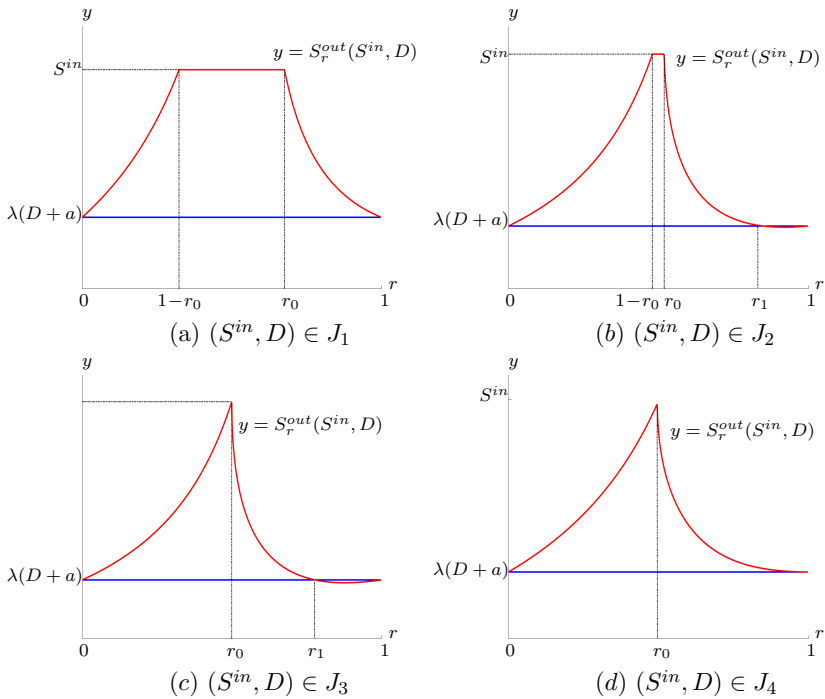 y
y = S_r^{out}(S^{in}, D)
S^{in}
λ(D + a)
0
1−r_0
r_0
1
r
(a) (S^{in}, D) ∈ J_1
y
y = S_r^{out}(S^{in}, D)
S^{in}
λ(D + a)
0
1−r_0
r_0
r_1
1
r
(b) (S^{in}, D) ∈ J_2
y
y = S_r^{out}(S^{in}, D)
λ(D + a)
0
r_0
r_1
1
r
(c) (S^{in}, D) ∈ J_3
y
S^{in}
y = S_r^{out}(S^{in}, D)
λ(D + a)
0
r_0
1
r
(d) (S^{in}, D) ∈ J_4